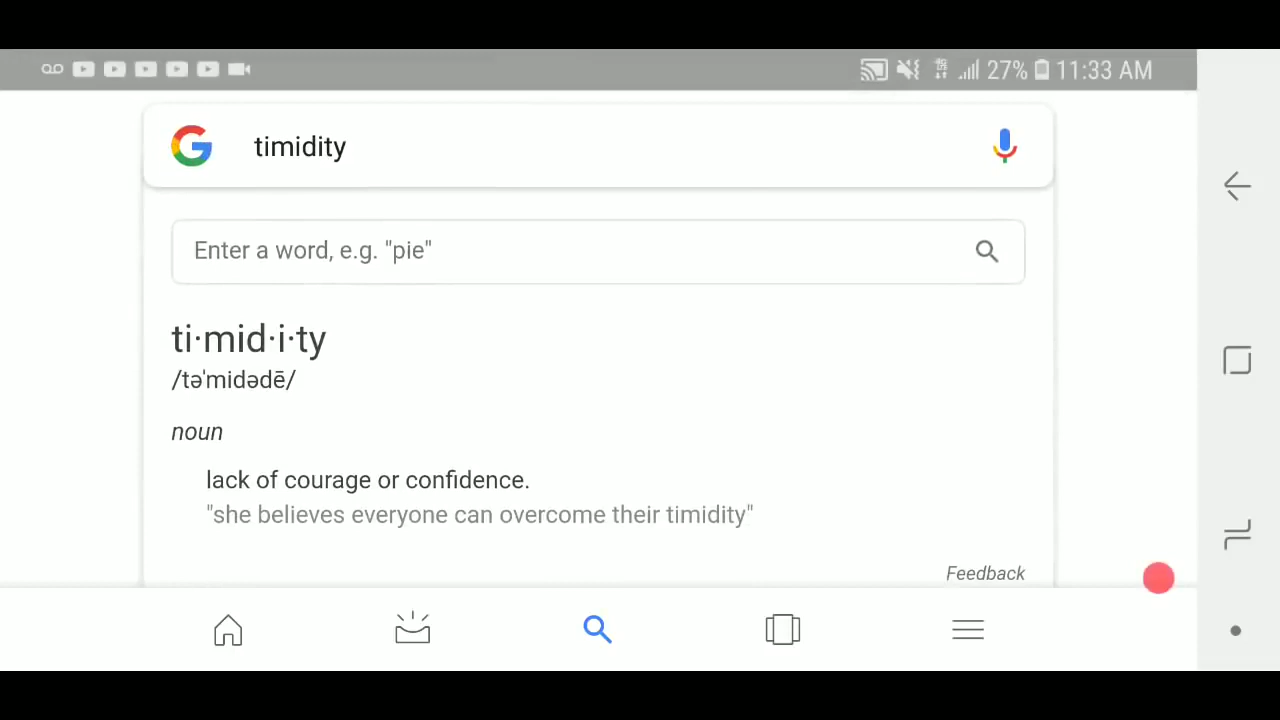 27% 11:33 AM
timidity
Enter a word, e.g. "pie"
ti·mid·i·ty
/təˈmidədē/
noun
lack of courage or confidence.
"she believes everyone can overcome their timidity"
Feedback